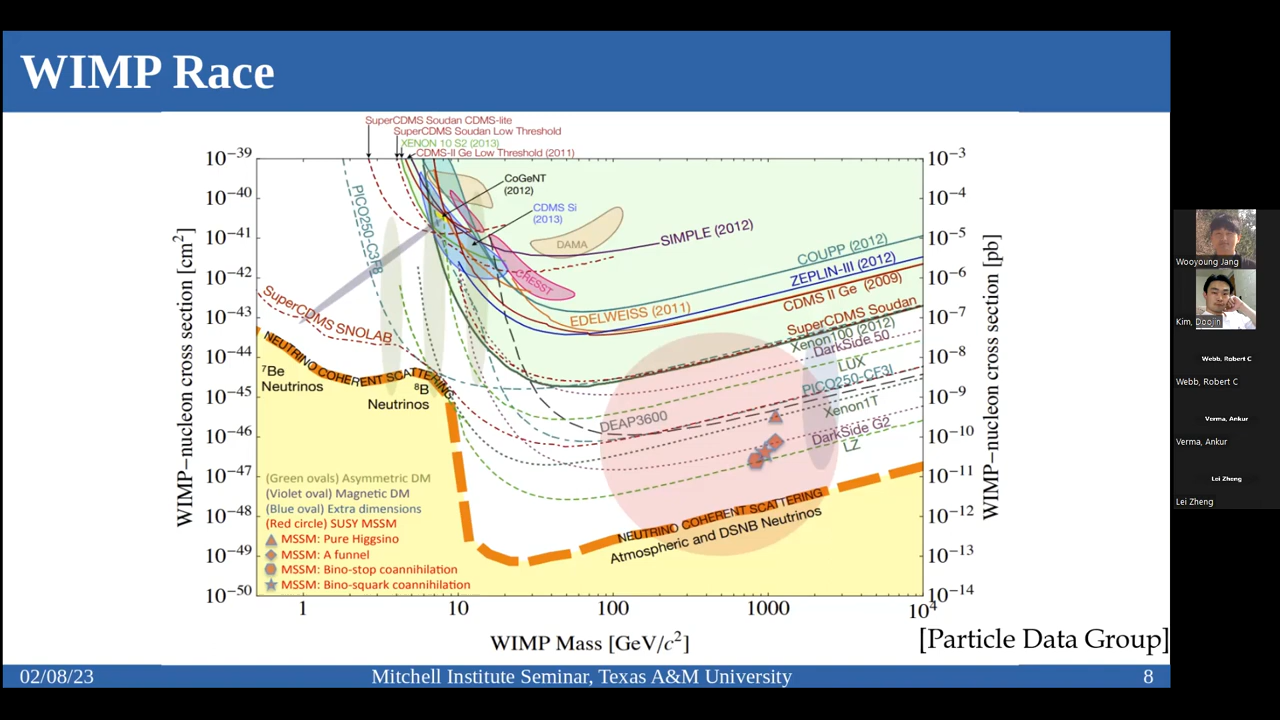 WIMP Race
SuperCDMS Soudan CDMS-lite
SuperCDMS Soudan Low Threshold
XENON 10 S2 (2013)
CDMS-II Ge Low Threshold (2011)
10−39
10−40
10−41
10−42
10−43
10−44
10−45
10−46
10−47
10−48
10−49
10−50
WIMP−nucleon cross section [cm2]
10−3
10−4
10−5
10−6
10−7
10−8
10−9
10−10
10−11
10−12
10−13
10−14
WIMP−nucleon cross section [pb]
PICO250-C3F8
CoGeNT
(2012)
CDMS Si
(2013)
DAMA
SIMPLE (2012)
CRESST
COUPP (2012)
ZEPLIN-III (2012)
CDMS II Ge (2009)
EDELWEISS (2011)
SuperCDMS Soudan
Xenon100 (2012)
DarkSide 50
LUX
PICO250-CF3I
Xenon1T
DarkSide G2
LZ
DEAP3600
SuperCDMS SNOLAB
NEUTRINO COHERENT SCATTERING
7Be
Neutrinos
8B
Neutrinos
NEUTRINO COHERENT SCATTERING
Atmospheric and DSNB Neutrinos
(Green ovals) Asymmetric DM
(Violet oval) Magnetic DM
(Blue oval) Extra dimensions
(Red circle) SUSY MSSM
MSSM: Pure Higgsino
MSSM: A funnel
MSSM: Bino-stop coannihilation
MSSM: Bino-squark coannihilation
1 10 100 1000 104
WIMP Mass [GeV/c2]
[Particle Data Group]
02/08/23 Mitchell Institute Seminar, Texas A&M University 8
Wooyoung Jang
Kim, Doojin
Webb, Robert C
Webb, Robert C
Verma, Ankur
Verma, Ankur
Lei Zheng
Lei Zheng